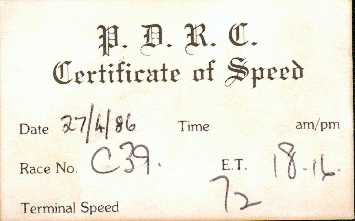 P. D. R. C.
Certificate of Speed
Date 27/4/86 Time am/pm
Race No. C39. E.T. 18.16.
Terminal Speed 72